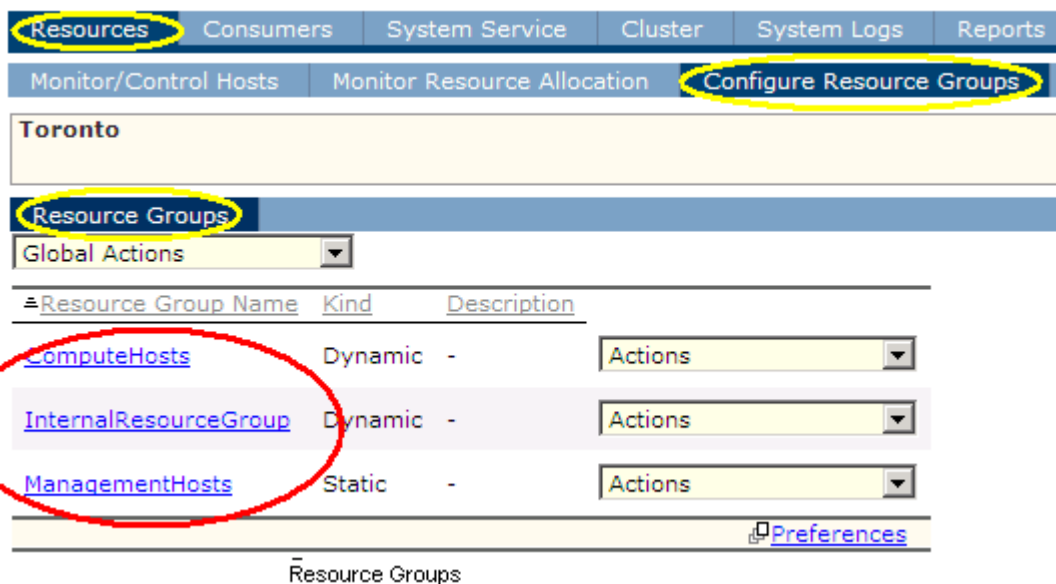 Resources Consumers System Service Cluster System Logs Reports
Monitor/Control Hosts Monitor Resource Allocation Configure Resource Groups
Toronto
Resource Groups
Global Actions
Resource Group Name Kind Description
ComputeHosts Dynamic - Actions
InternalResourceGroup Dynamic - Actions
ManagementHosts Static - Actions
Preferences
Resource Groups